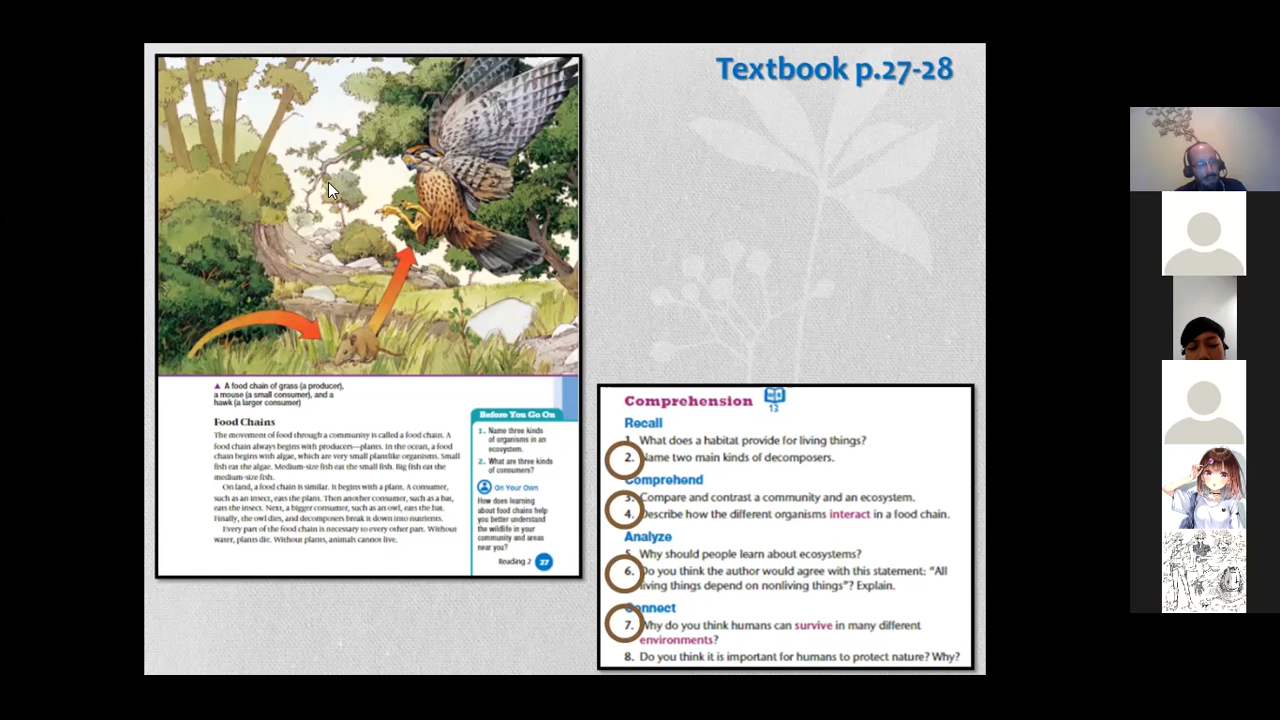 Textbook p.27-28
▲ A food chain of grass (a producer),
a mouse (a small consumer), and a
hawk (a larger consumer)
Food Chains
The movement of food through a community is called a food chain. A
food chain always begins with producers—plants. In the ocean, a food
chain begins with algae, which are very small plantlike organisms. Small
fish eat the algae. Medium-size fish eat the small fish. Big fish eat the
medium-size fish.
On land, a food chain is similar. It begins with a plant. A consumer,
such as an insect, eats the plant. Then another consumer, such as a bat,
eats the insect. Next, a bigger consumer, such as an owl, eats the bat.
Finally, the owl dies, and decomposers break it down into nutrients.
Every part of the food chain is necessary to every other part. Without
water, plants die. Without plants, animals cannot live.
Before You Go On
1. Name three kinds
of organisms in an
ecosystem.
2. What are three kinds
of consumers?
On Your Own
How does learning
about food chains help
you better understand
the wildlife in your
community and areas
near you?
Reading 2 27
Comprehension 13
Recall
1. What does a habitat provide for living things?
2. Name two main kinds of decomposers.
Comprehend
3. Compare and contrast a community and an ecosystem.
4. Describe how the different organisms interact in a food chain.
Analyze
5. Why should people learn about ecosystems?
6. Do you think the author would agree with this statement: "All
living things depend on nonliving things"? Explain.
Connect
7. Why do you think humans can survive in many different
environments?
8. Do you think it is important for humans to protect nature? Why?